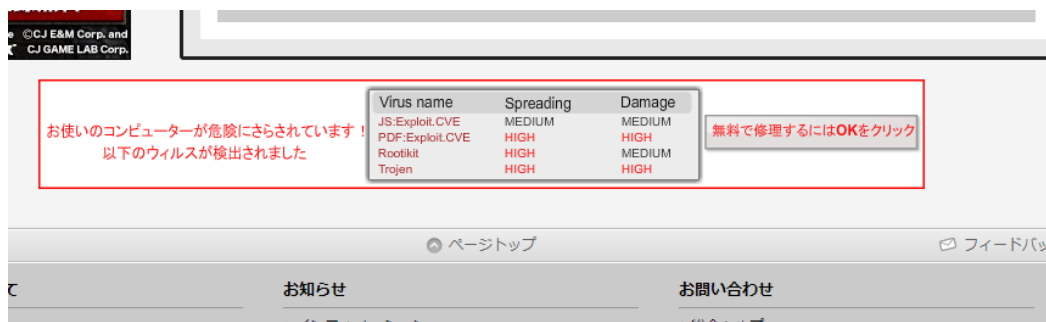 ©CJ E&M Corp. and
CJ GAME LAB Corp.
お使いのコンピューターが危険にさらされています！
以下のウィルスが検出されました
Virus name Spreading Damage
JS:Exploit.CVE MEDIUM MEDIUM
PDF:Exploit.CVE HIGH HIGH
Rootikit HIGH MEDIUM
Trojen HIGH HIGH
無料で修理するにはOKをクリック
ページトップ
フィードバッ
て
お知らせ
お問い合わせ